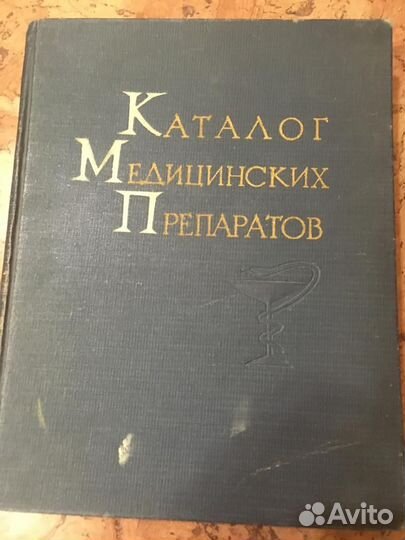 Каталог
Медицинских
Препаратов
Avito